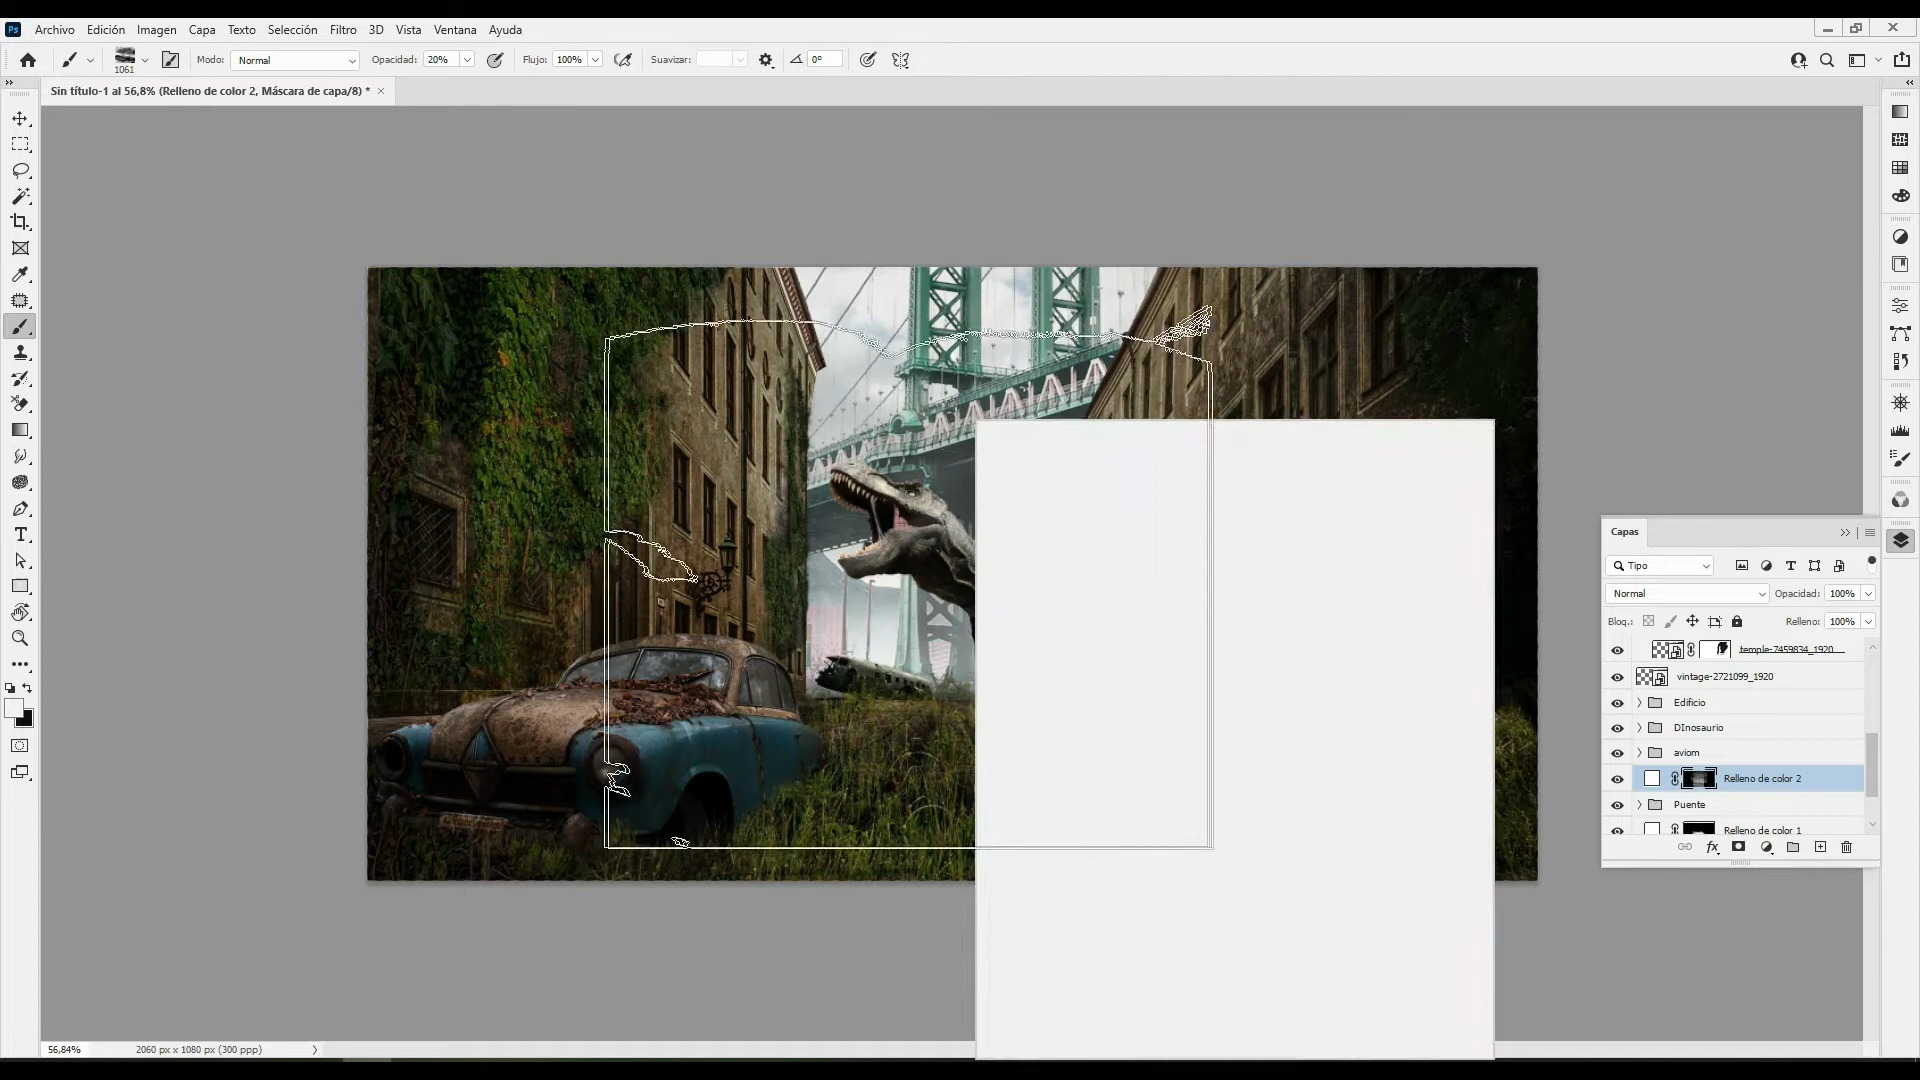 Ps Archivo Edición Imagen Capa Texto Selección Filtro 3D Vista Ventana Ayuda
1061 Modo: Normal Opacidad: 20% Flujo: 100% Suavizar: 0°
Sin título-1 al 56,8% (Relleno de color 2, Máscara de capa/8) * ×
Capas
Tipo
Normal Opacidad: 100%
Bloq.: Relleno: 100%
temple-7459834_1920...
vintage-2721099_1920
Edificio
DInosaurio
aviom
Relleno de color 2
Puente
Relleno de color 1
fx
56,84% 2060 px x 1080 px (300 ppp)